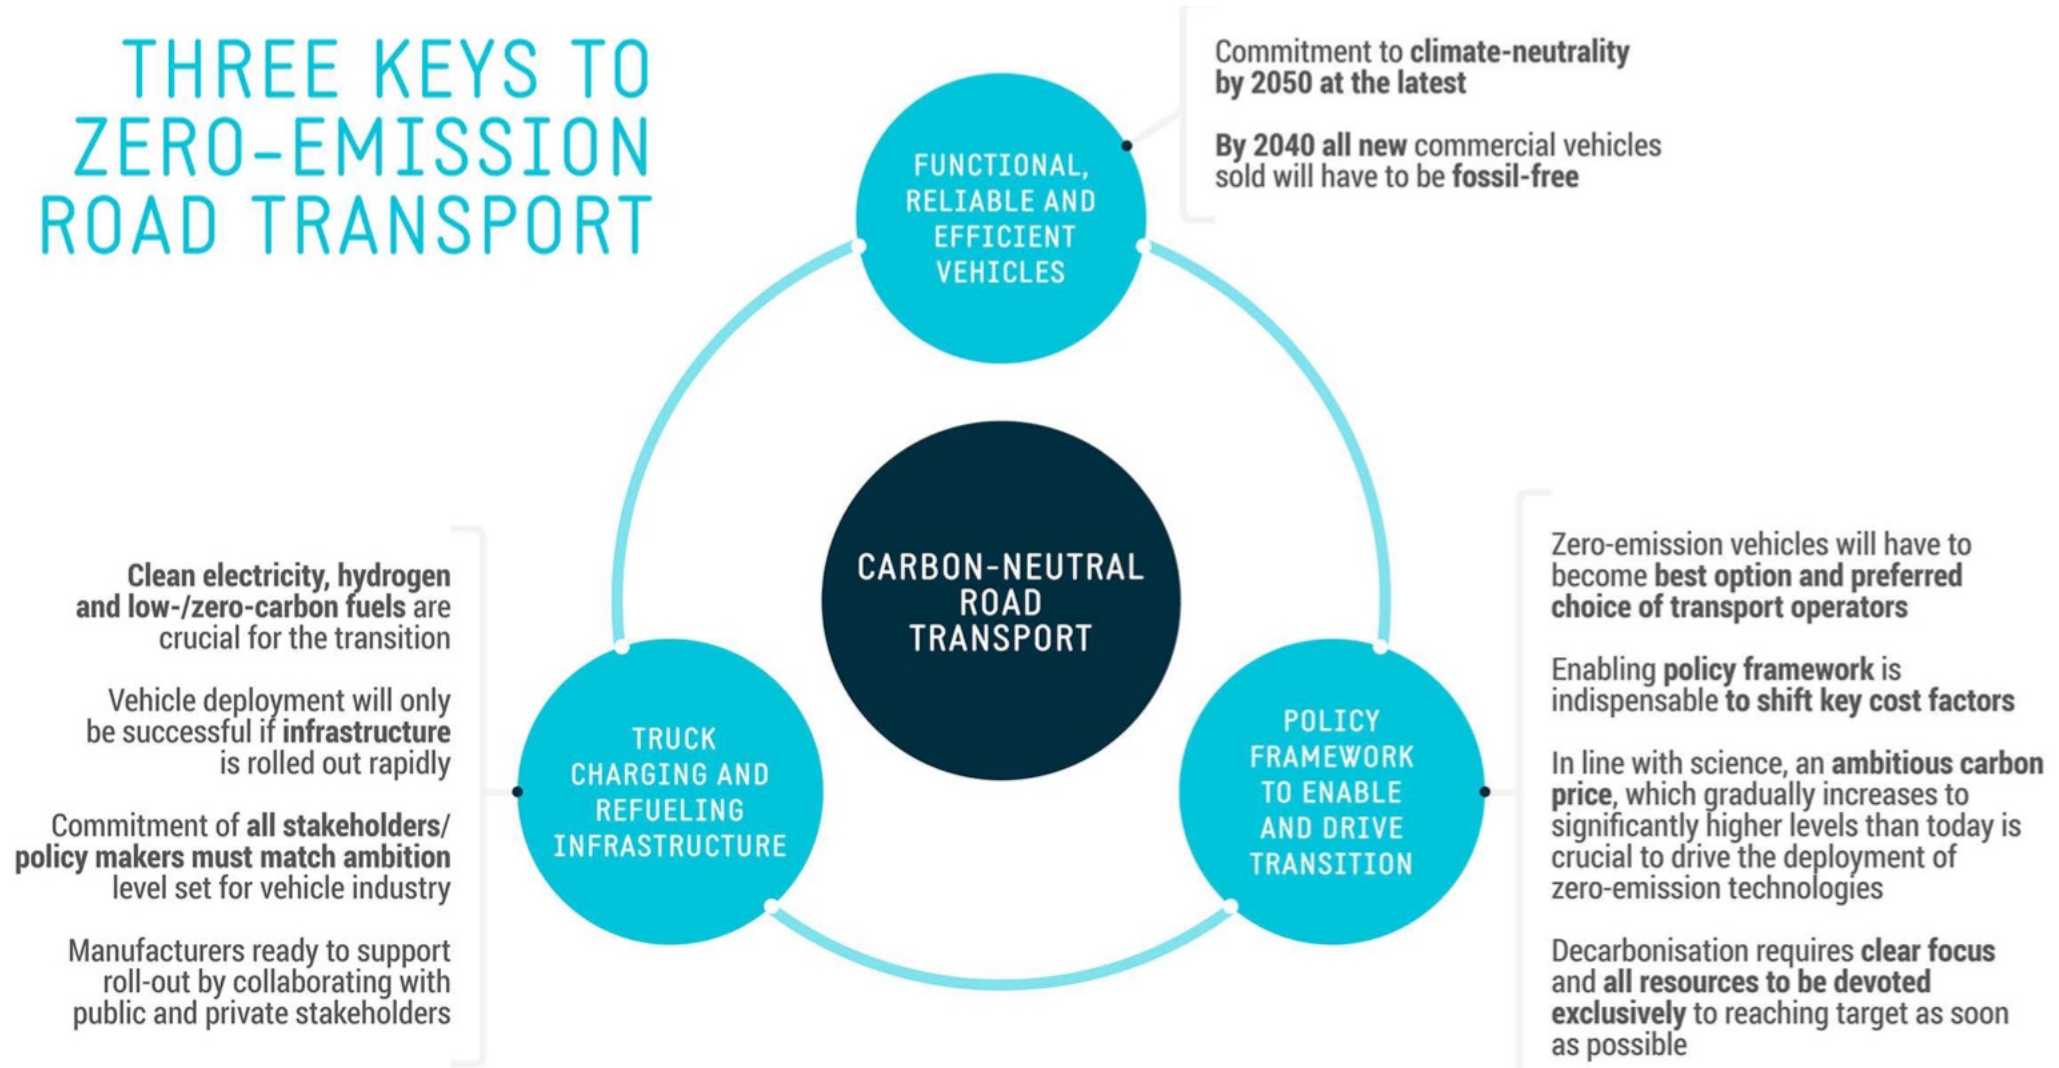 THREE KEYS TO
ZERO-EMISSION
ROAD TRANSPORT
FUNCTIONAL,
RELIABLE AND
EFFICIENT
VEHICLES
Commitment to climate-neutrality
by 2050 at the latest
By 2040 all new commercial vehicles
sold will have to be fossil-free
CARBON-NEUTRAL
ROAD
TRANSPORT
Clean electricity, hydrogen
and low-/zero-carbon fuels are
crucial for the transition
Vehicle deployment will only
be successful if infrastructure
is rolled out rapidly
Commitment of all stakeholders/
policy makers must match ambition
level set for vehicle industry
Manufacturers ready to support
roll-out by collaborating with
public and private stakeholders
TRUCK
CHARGING AND
REFUELING
INFRASTRUCTURE
POLICY
FRAMEWORK
TO ENABLE
AND DRIVE
TRANSITION
Zero-emission vehicles will have to
become best option and preferred
choice of transport operators
Enabling policy framework is
indispensable to shift key cost factors
In line with science, an ambitious carbon
price, which gradually increases to
significantly higher levels than today is
crucial to drive the deployment of
zero-emission technologies
Decarbonisation requires clear focus
and all resources to be devoted
exclusively to reaching target as soon
as possible